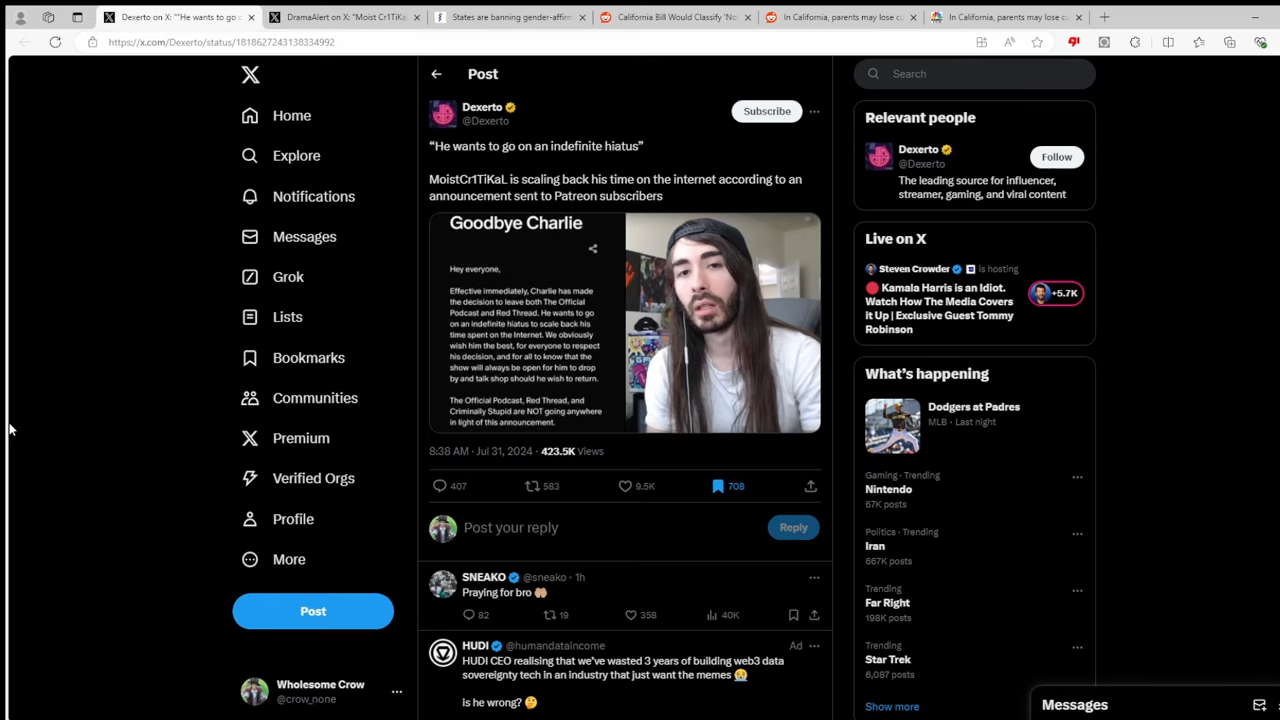 Dexerto on X: "“He wants to go o
DramaAlert on X: "Moist Cr1TiKa
States are banning gender-affirm
California Bill Would Classify 'No
In California, parents may lose cu
In California, parents may lose c
https://x.com/Dexerto/status/1818627243138334992
Home
Explore
Notifications
Messages
Grok
Lists
Bookmarks
Communities
Premium
Verified Orgs
Profile
More
Post
Wholesome Crow
@crow_none
Post
Dexerto
@Dexerto
Subscribe
“He wants to go on an indefinite hiatus”
MoistCr1TiKaL is scaling back his time on the internet according to an
announcement sent to Patreon subscribers
Goodbye Charlie
Hey everyone,
Effective immediately, Charlie has made
the decision to leave both The Official
Podcast and Red Thread. He wants to go
on an indefinite hiatus to scale back his
time spent on the Internet. We obviously
wish him the best, for everyone to respect
his decision, and for all to know that the
show will always be open for him to drop
by and talk shop should he wish to return.
The Official Podcast, Red Thread, and
Criminally Stupid are NOT going anywhere
in light of this announcement.
8:38 AM · Jul 31, 2024 · 423.5K Views
407
583
9.5K
708
Post your reply
Reply
SNEAKO @sneako · 1h
Praying for bro 🤲🏼
82
19
358
40K
HUDI @humandataincome
Ad
HUDI CEO realising that we’ve wasted 3 years of building web3 data
sovereignty tech in an industry that just want the memes 😭
is he wrong? 🤔
Search
Relevant people
Dexerto
@Dexerto
Follow
The leading source for influencer,
streamer, gaming, and viral content
Live on X
Steven Crowder is hosting
🔴 Kamala Harris is an Idiot.
Watch How The Media Covers
it Up | Exclusive Guest Tommy
Robinson
+5.7K
What’s happening
Dodgers at Padres
MLB · Last night
Gaming · Trending
Nintendo
67K posts
Politics · Trending
Iran
667K posts
Trending
Far Right
198K posts
Trending
Star Trek
6,087 posts
Show more
Messages